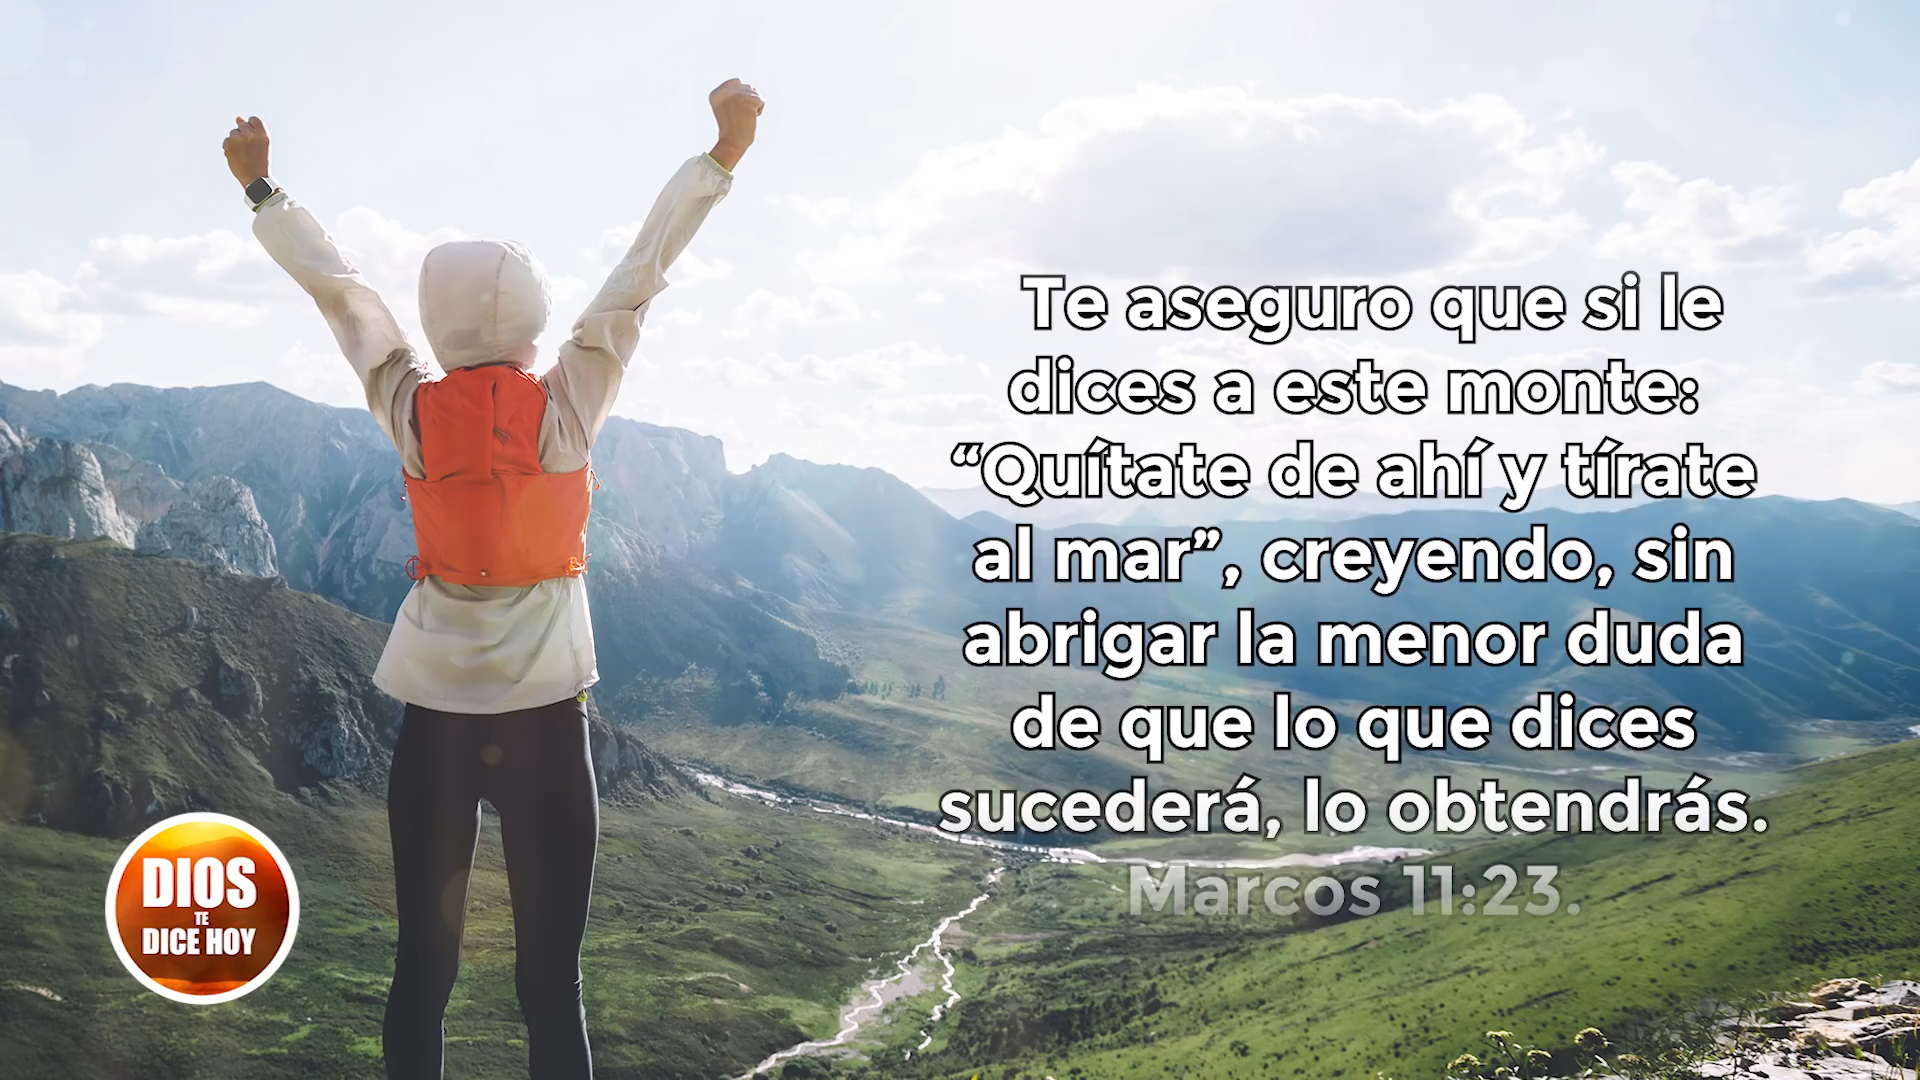 Te aseguro que si le
dices a este monte:
“Quítate de ahí y tírate
al mar”, creyendo, sin
abrigar la menor duda
de que lo que dices
sucederá, lo obtendrás.
Marcos 11:23.
DIOS
TE
DICE HOY